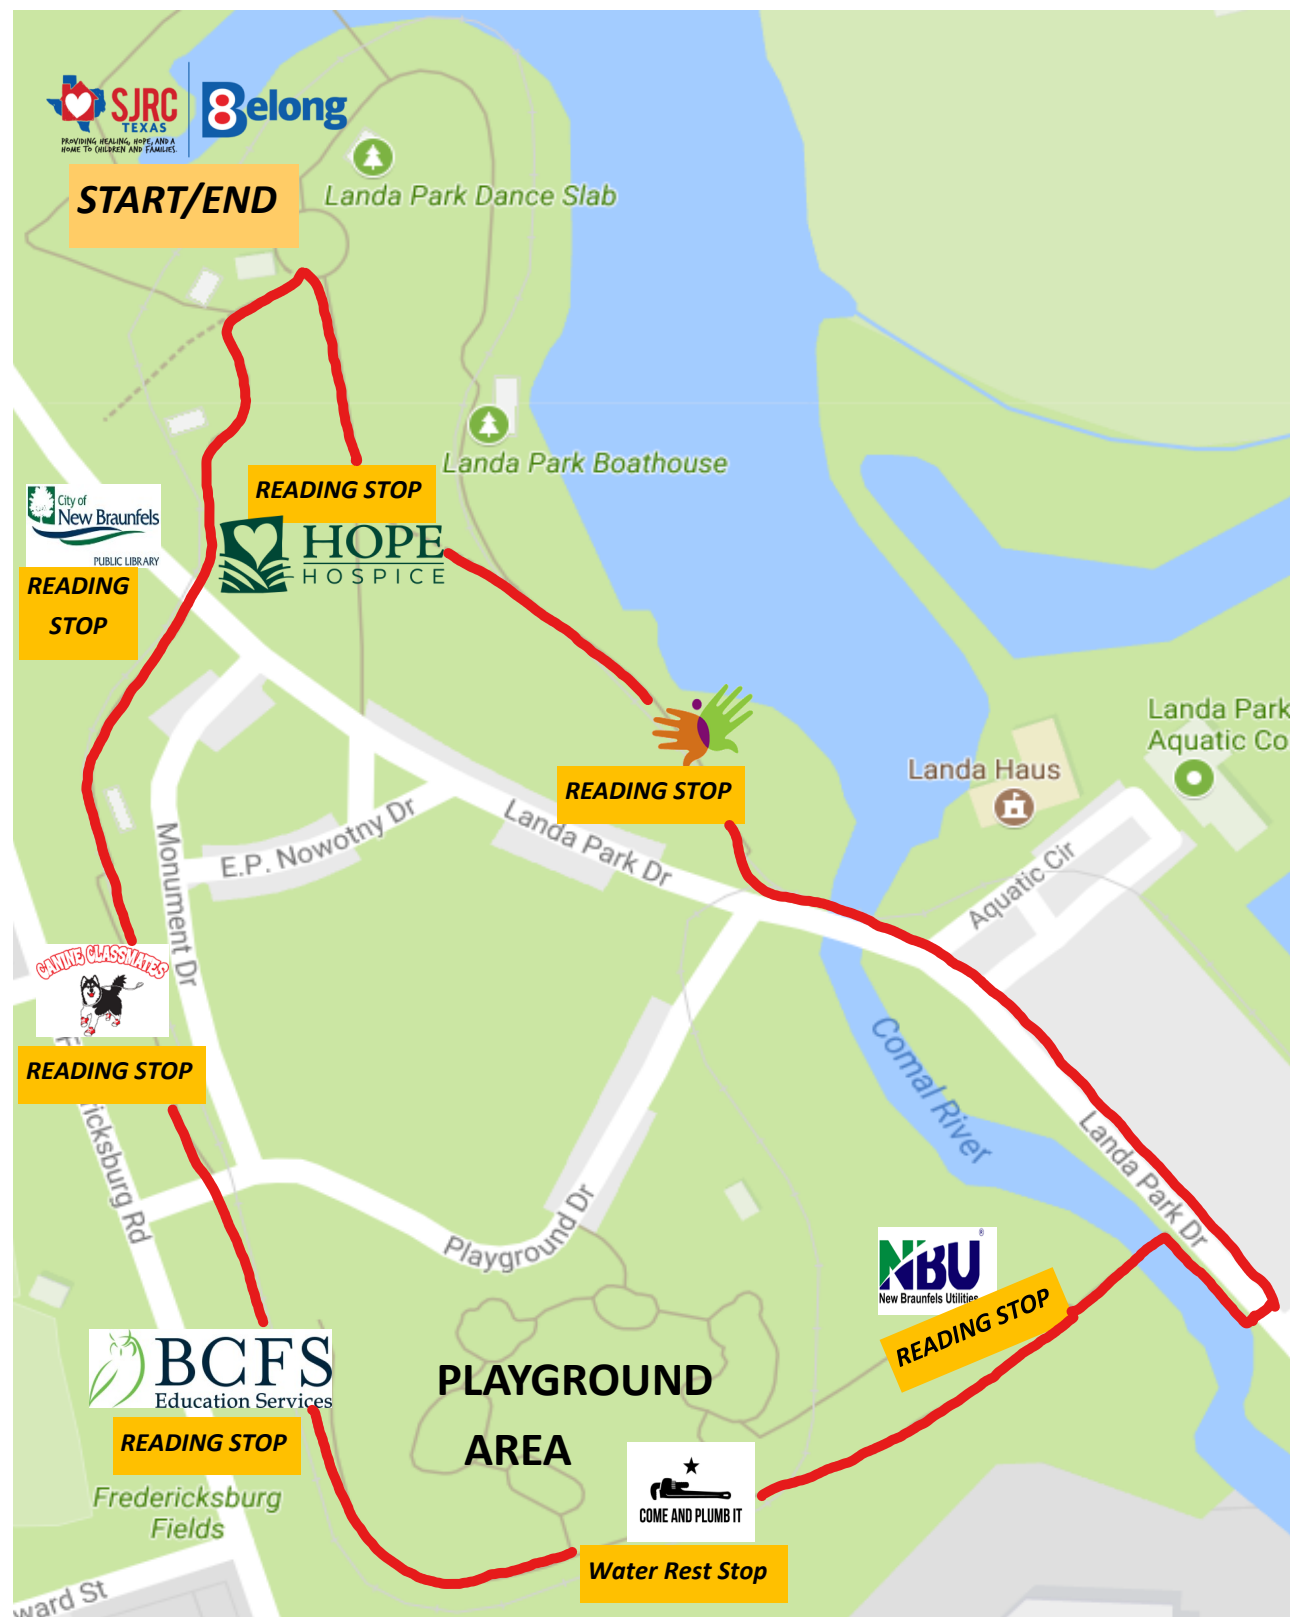 SJRC
TEXAS
PROVIDING HEALING, HOPE, AND A
HOME TO CHILDREN AND FAMILIES.
Belong
START/END
Landa Park Dance Slab
Landa Park Boathouse
READING STOP
HOPE
HOSPICE
City of
New Braunfels
PUBLIC LIBRARY
READING
STOP
READING STOP
Landa Park
Aquatic Co
Landa Haus
Aquatic Cir
Landa Park Dr
E.P. Nowotny Dr
Monument Dr
CANINE CLASSMATES
READING STOP
Fredericksburg Rd
Comal River
Landa Park Dr
Playground Dr
NBU
®
New Braunfels Utilities
READING STOP
BCFS
Education Services
READING STOP
PLAYGROUND
AREA
COME AND PLUMB IT
Water Rest Stop
Fredericksburg
Fields
ward St